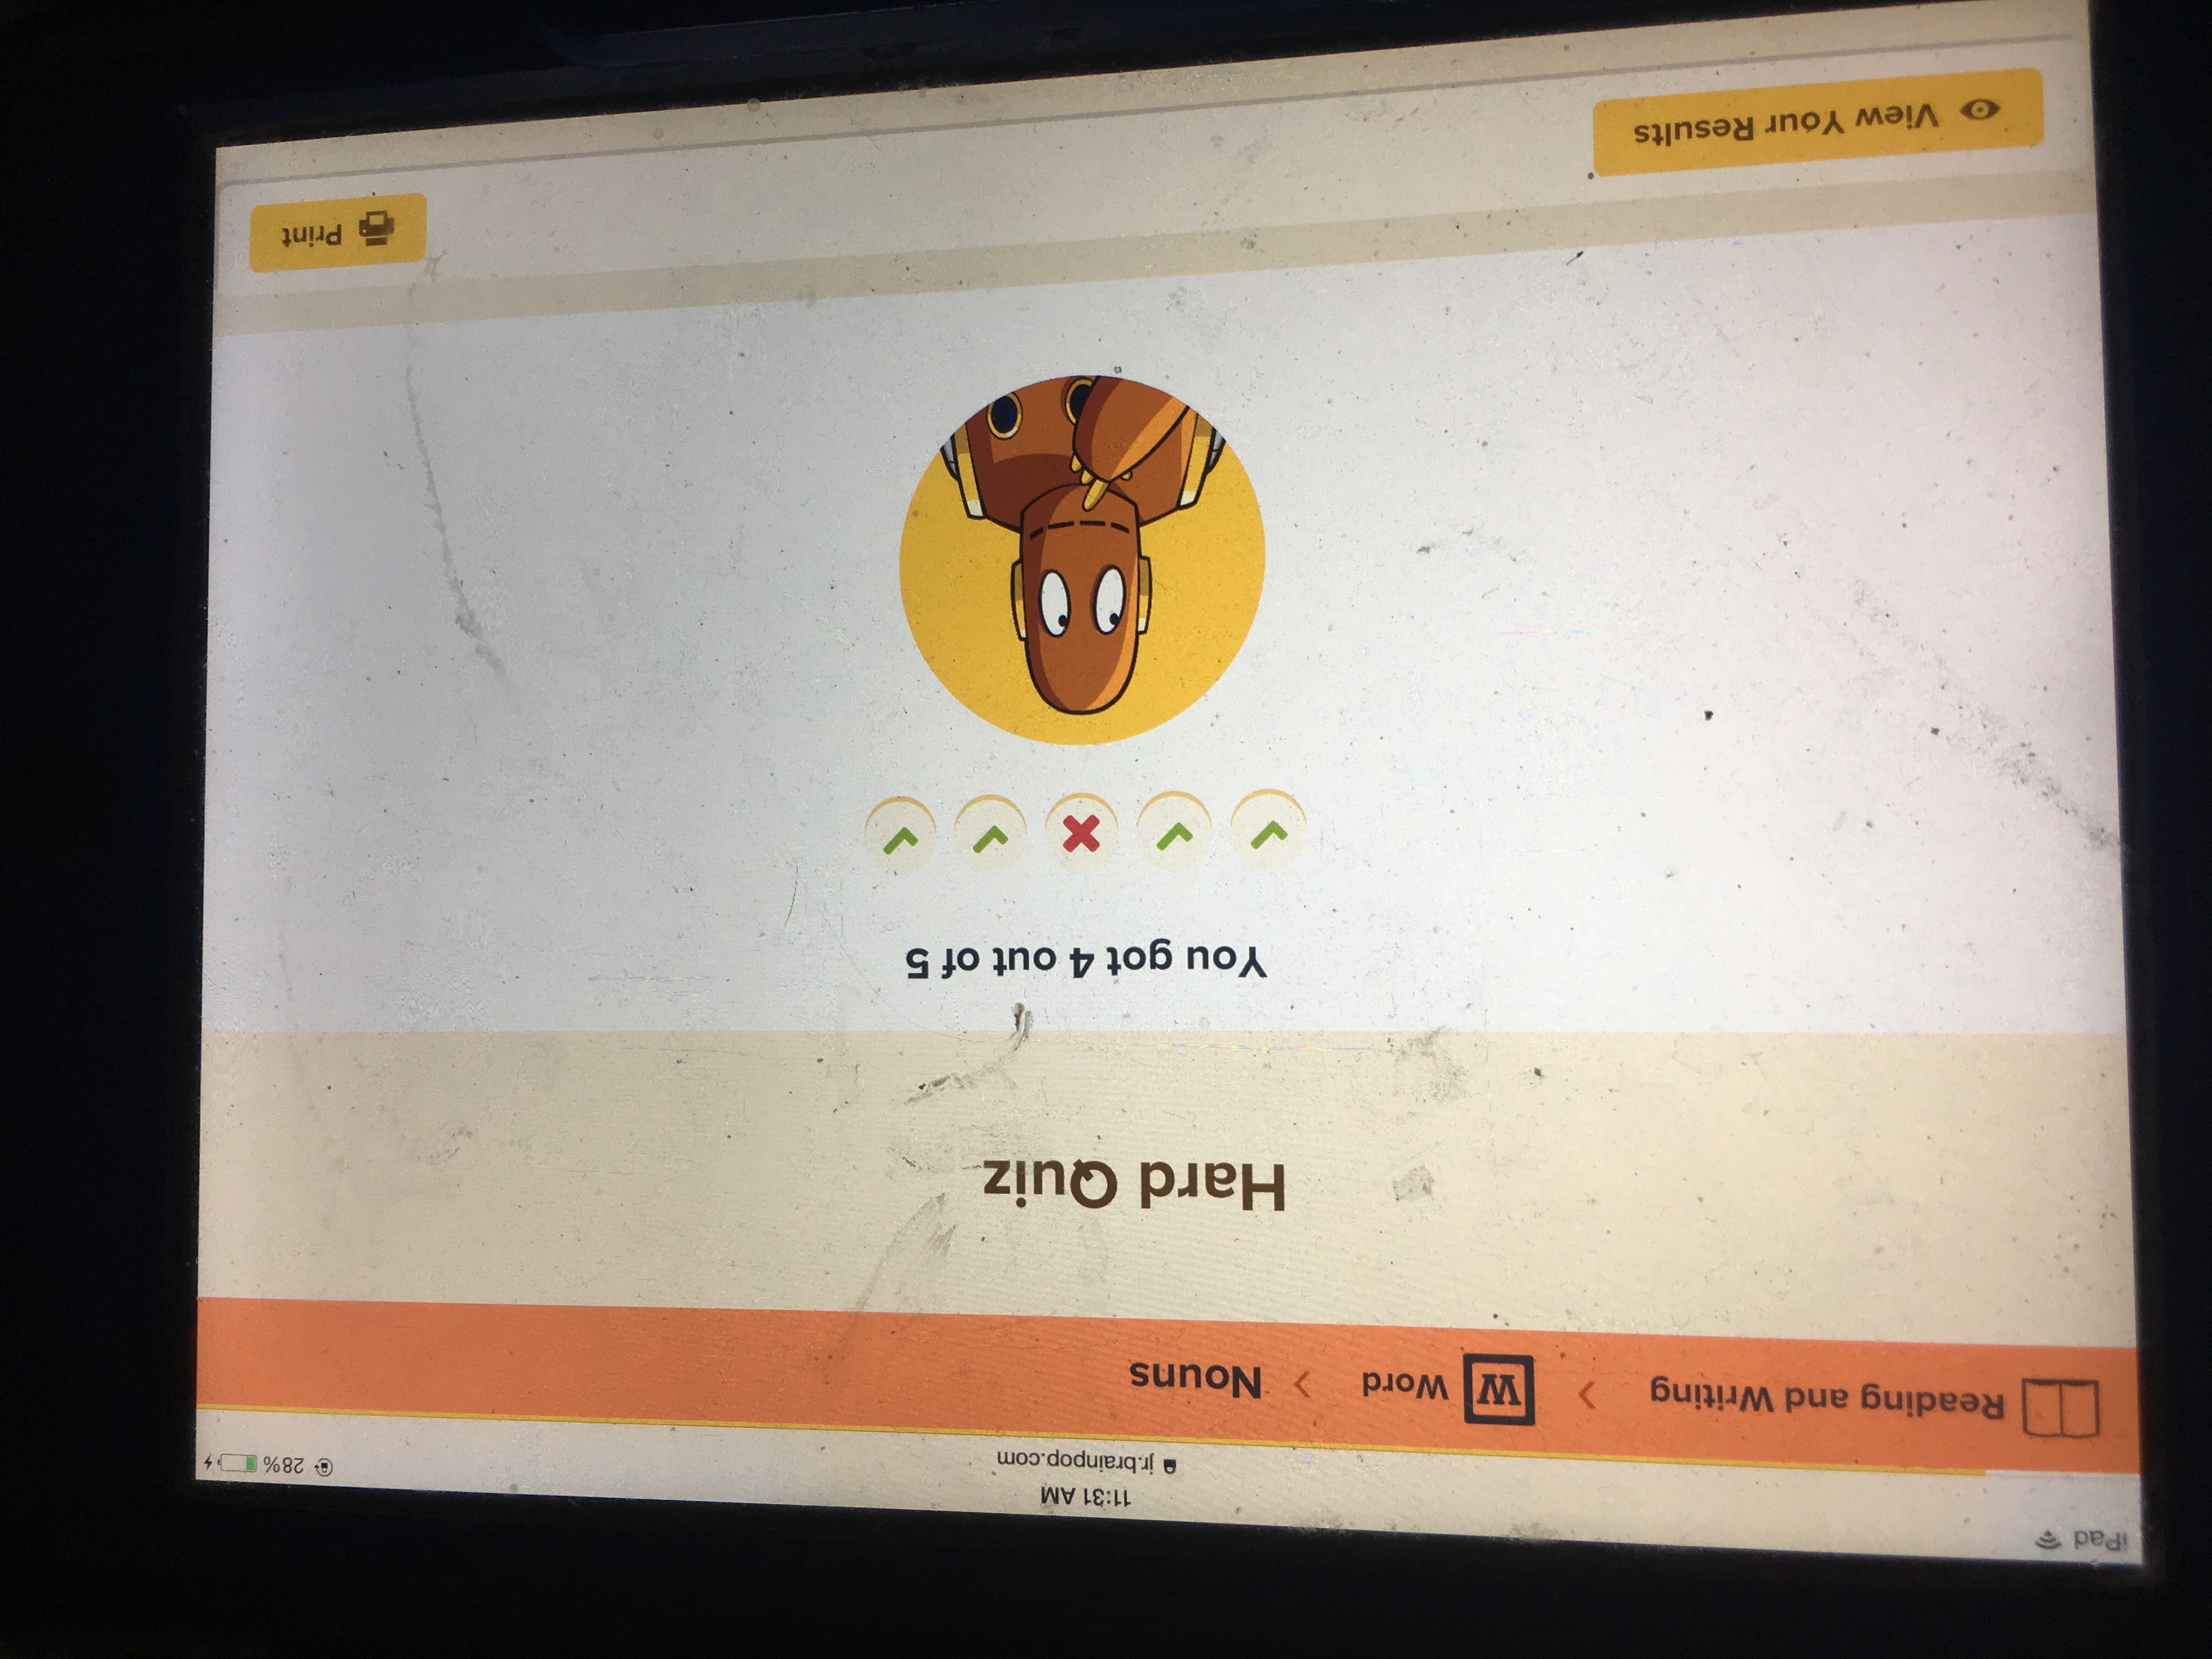 iPad
11:31 AM
jr.brainpop.com
28%
Reading and Writing > W Word > Nouns
Hard Quiz
You got 4 out of 5
Print
View Your Results